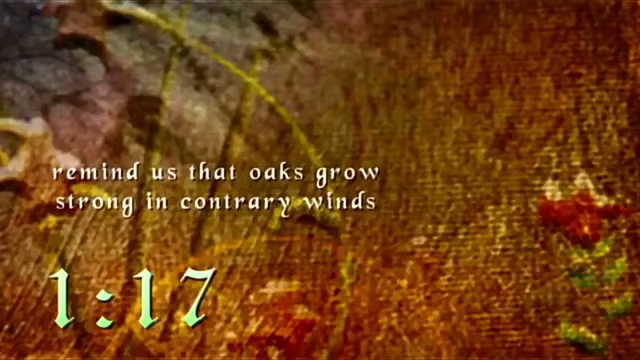 remind us that oaks grow
strong in contrary winds
1:17